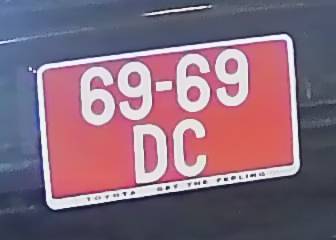 69-69
DC
TOYOTA GET THE FEELING